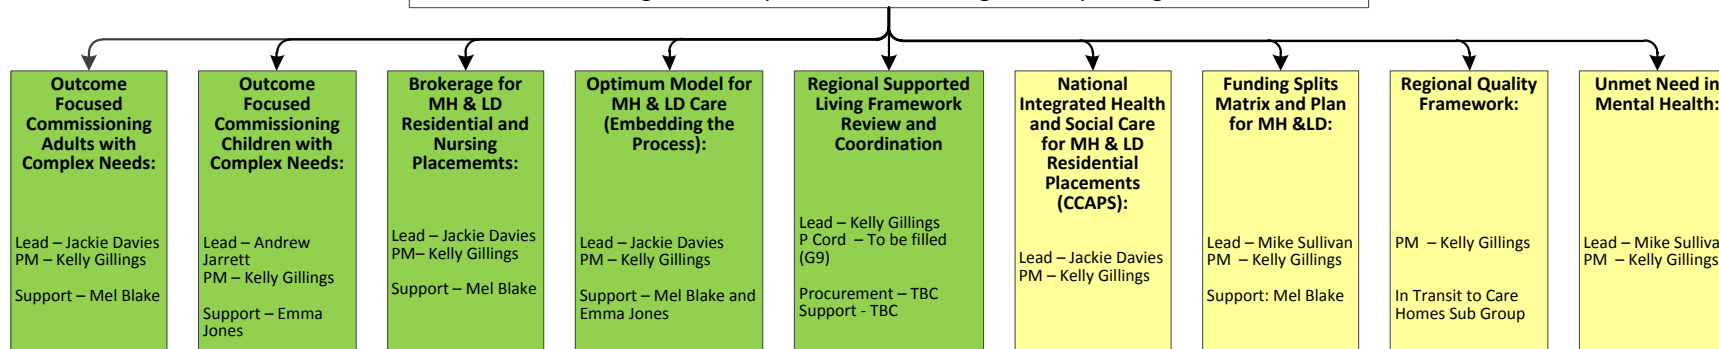 Outcome
Focused
Commissioning
Adults with
Complex Needs:
Lead – Jackie Davies
PM – Kelly Gillings
Support – Mel Blake
Outcome
Focused
Commissioning
Children with
Complex Needs:
Lead – Andrew
Jarrett
PM – Kelly Gillings
Support – Emma
Jones
Brokerage for
MH & LD
Residential and
Nursing
Placememts:
Lead – Jackie Davies
PM– Kelly Gillings
Support – Mel Blake
Optimum Model for
MH & LD Care
(Embedding the
Process):
Lead – Jackie Davies
PM – Kelly Gillings
Support – Mel Blake and
Emma Jones
Regional Supported
Living Framework
Review and
Coordination
Lead – Kelly Gillings
P Cord – To be filled
(G9)
Procurement – TBC
Support - TBC
National
Integrated Health
and Social Care
for MH & LD
Residential
Placements
(CCAPS):
Lead – Jackie Davies
PM – Kelly Gillings
Funding Splits
Matrix and Plan
for MH &LD:
Lead – Mike Sullivan
PM – Kelly Gillings
Support: Mel Blake
Regional Quality
Framework:
PM – Kelly Gillings
In Transit to Care
Homes Sub Group
Unmet Need in
Mental Health:
Lead – Mike Sulliva
PM – Kelly Gillings